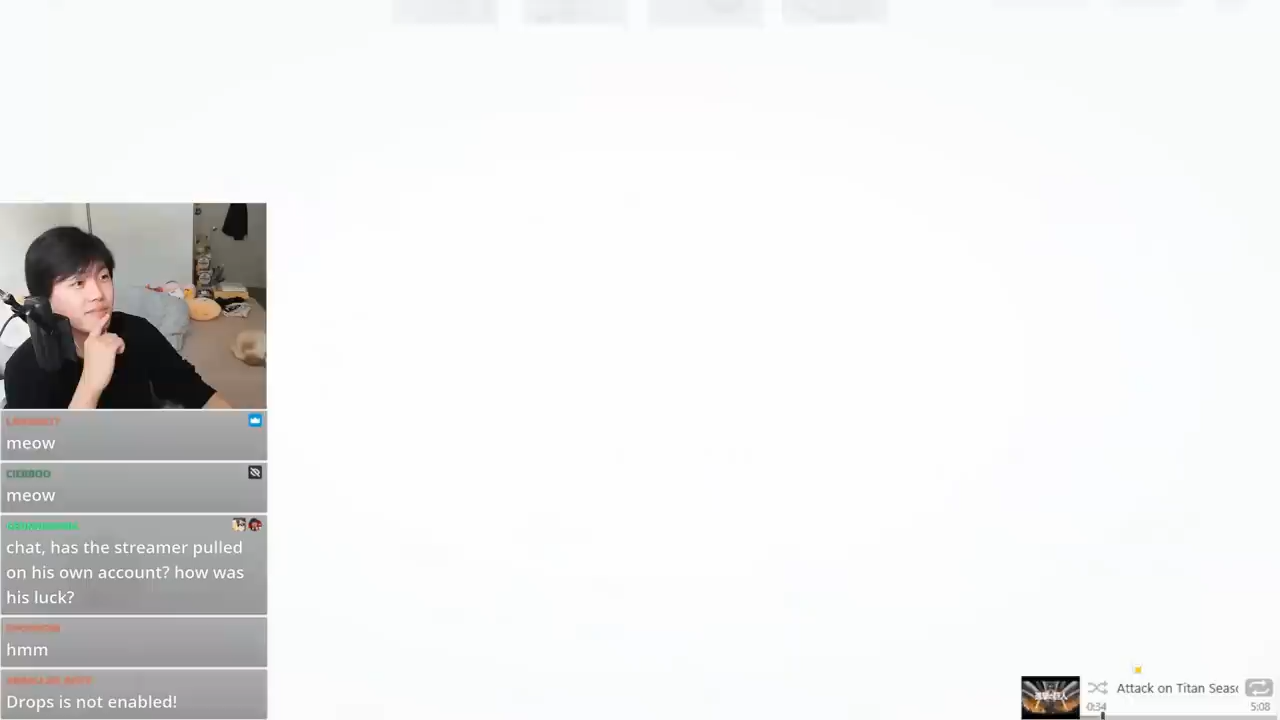 meow
meow
chat, has the streamer pulled
on his own account? how was
his luck?
hmm
Drops is not enabled!
Attack on Titan Seas
0:34
5:08